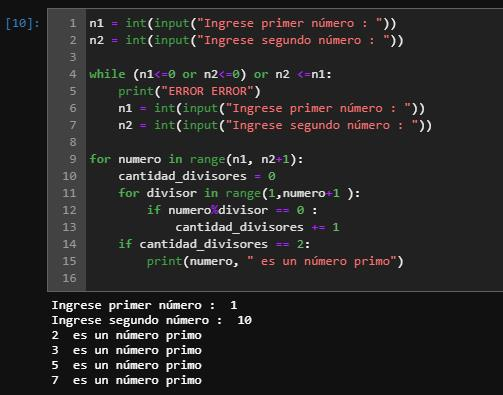 [10]:
1 n1 = int(input("Ingrese primer número : "))
2 n2 = int(input("Ingrese segundo número : "))
3
4 while (n1<=0 or n2<=0) or n2 <=n1:
5     print("ERROR ERROR")
6     n1 = int(input("Ingrese primer número : "))
7     n2 = int(input("Ingrese segundo número : "))
8
9 for numero in range(n1, n2+1):
10     cantidad_divisores = 0
11     for divisor in range(1,numero+1 ):
12         if numero%divisor == 0 :
13             cantidad_divisores += 1
14     if cantidad_divisores == 2:
15         print(numero, " es un número primo")
16
Ingrese primer número :  1
Ingrese segundo número :  10
2  es un número primo
3  es un número primo
5  es un número primo
7  es un número primo